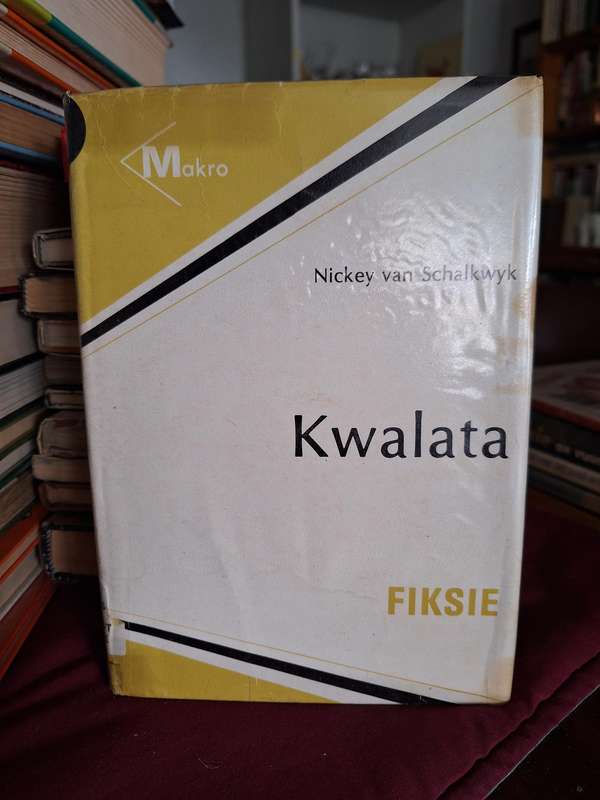 Makro
Nickey van Schalkwyk
Kwalata
FIKSIE
T